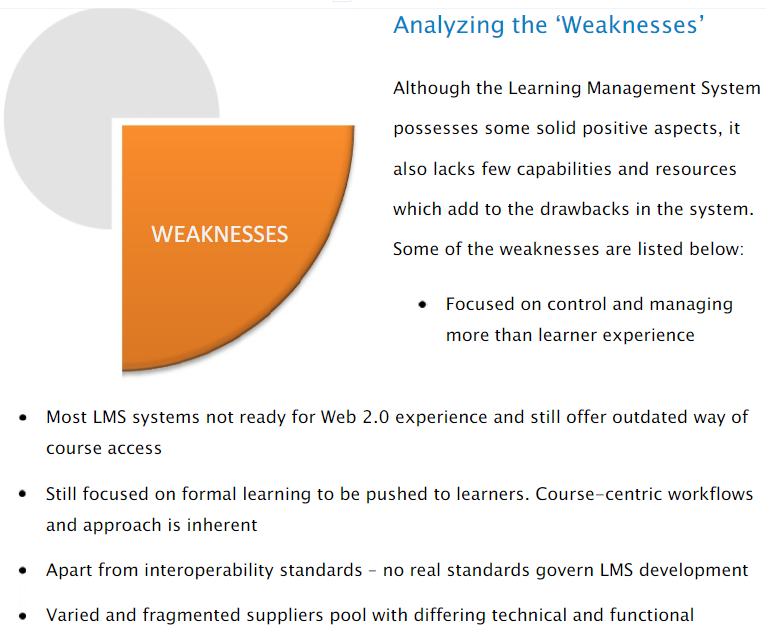 Analyzing the ‘Weaknesses’
Although the Learning Management System
possesses some solid positive aspects, it
also lacks few capabilities and resources
which add to the drawbacks in the system.
Some of the weaknesses are listed below:
WEAKNESSES
• Focused on control and managing
more than learner experience
• Most LMS systems not ready for Web 2.0 experience and still offer outdated way of
course access
• Still focused on formal learning to be pushed to learners. Course-centric workflows
and approach is inherent
• Apart from interoperability standards – no real standards govern LMS development
• Varied and fragmented suppliers pool with differing technical and functional